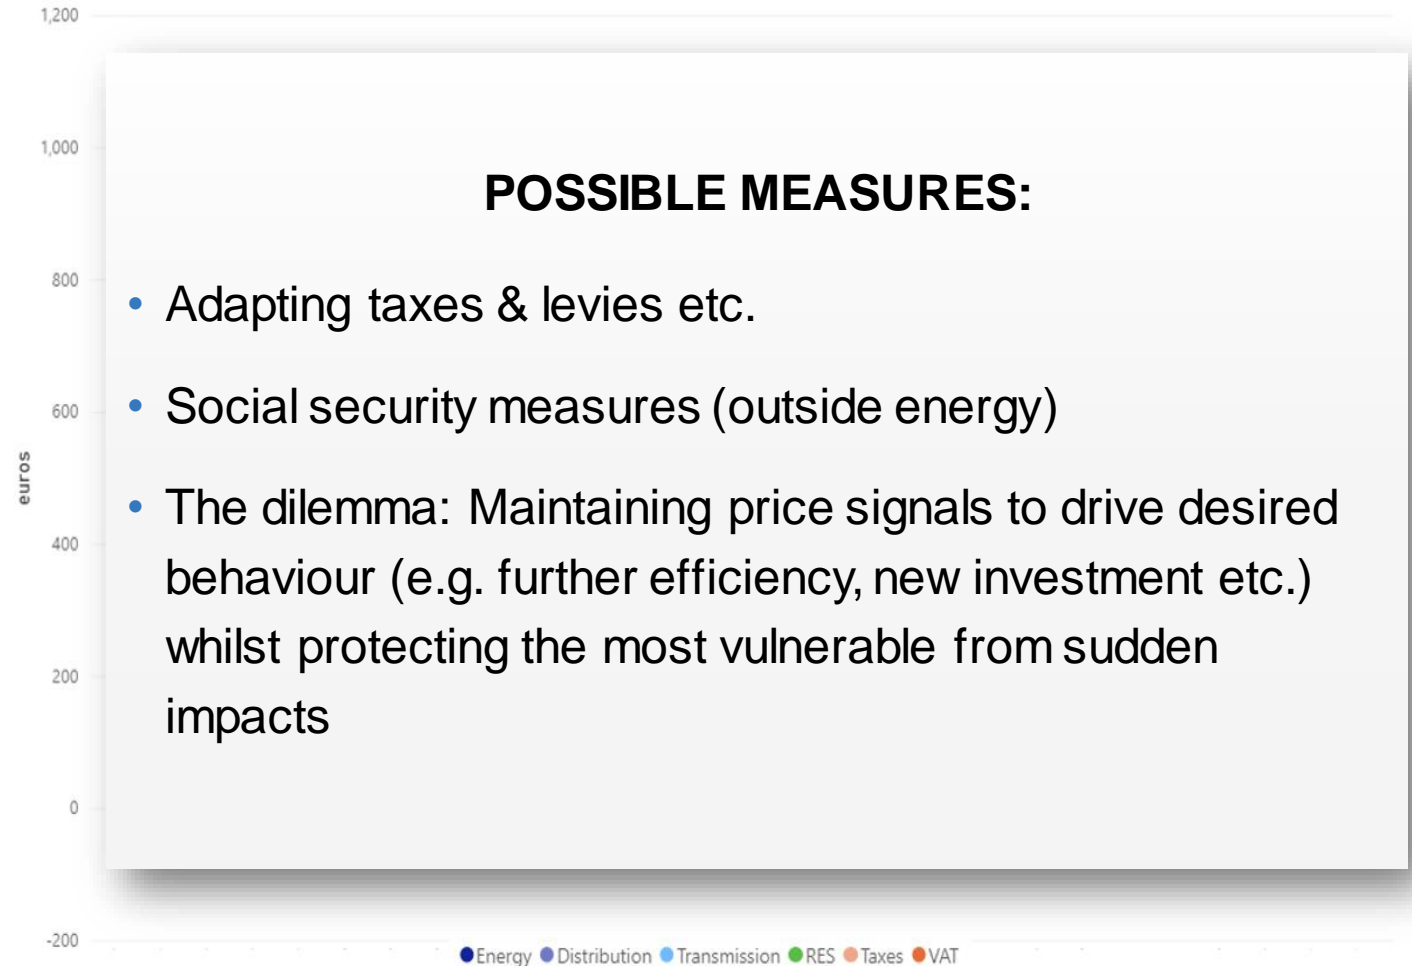 1,200
1,000
800
600
400
200
0
-200
euros
POSSIBLE MEASURES:
• Adapting taxes & levies etc.
• Social security measures (outside energy)
• The dilemma: Maintaining price signals to drive desired
behaviour (e.g. further efficiency, new investment etc.)
whilst protecting the most vulnerable from sudden
impacts
Energy Distribution Transmission RES Taxes VAT